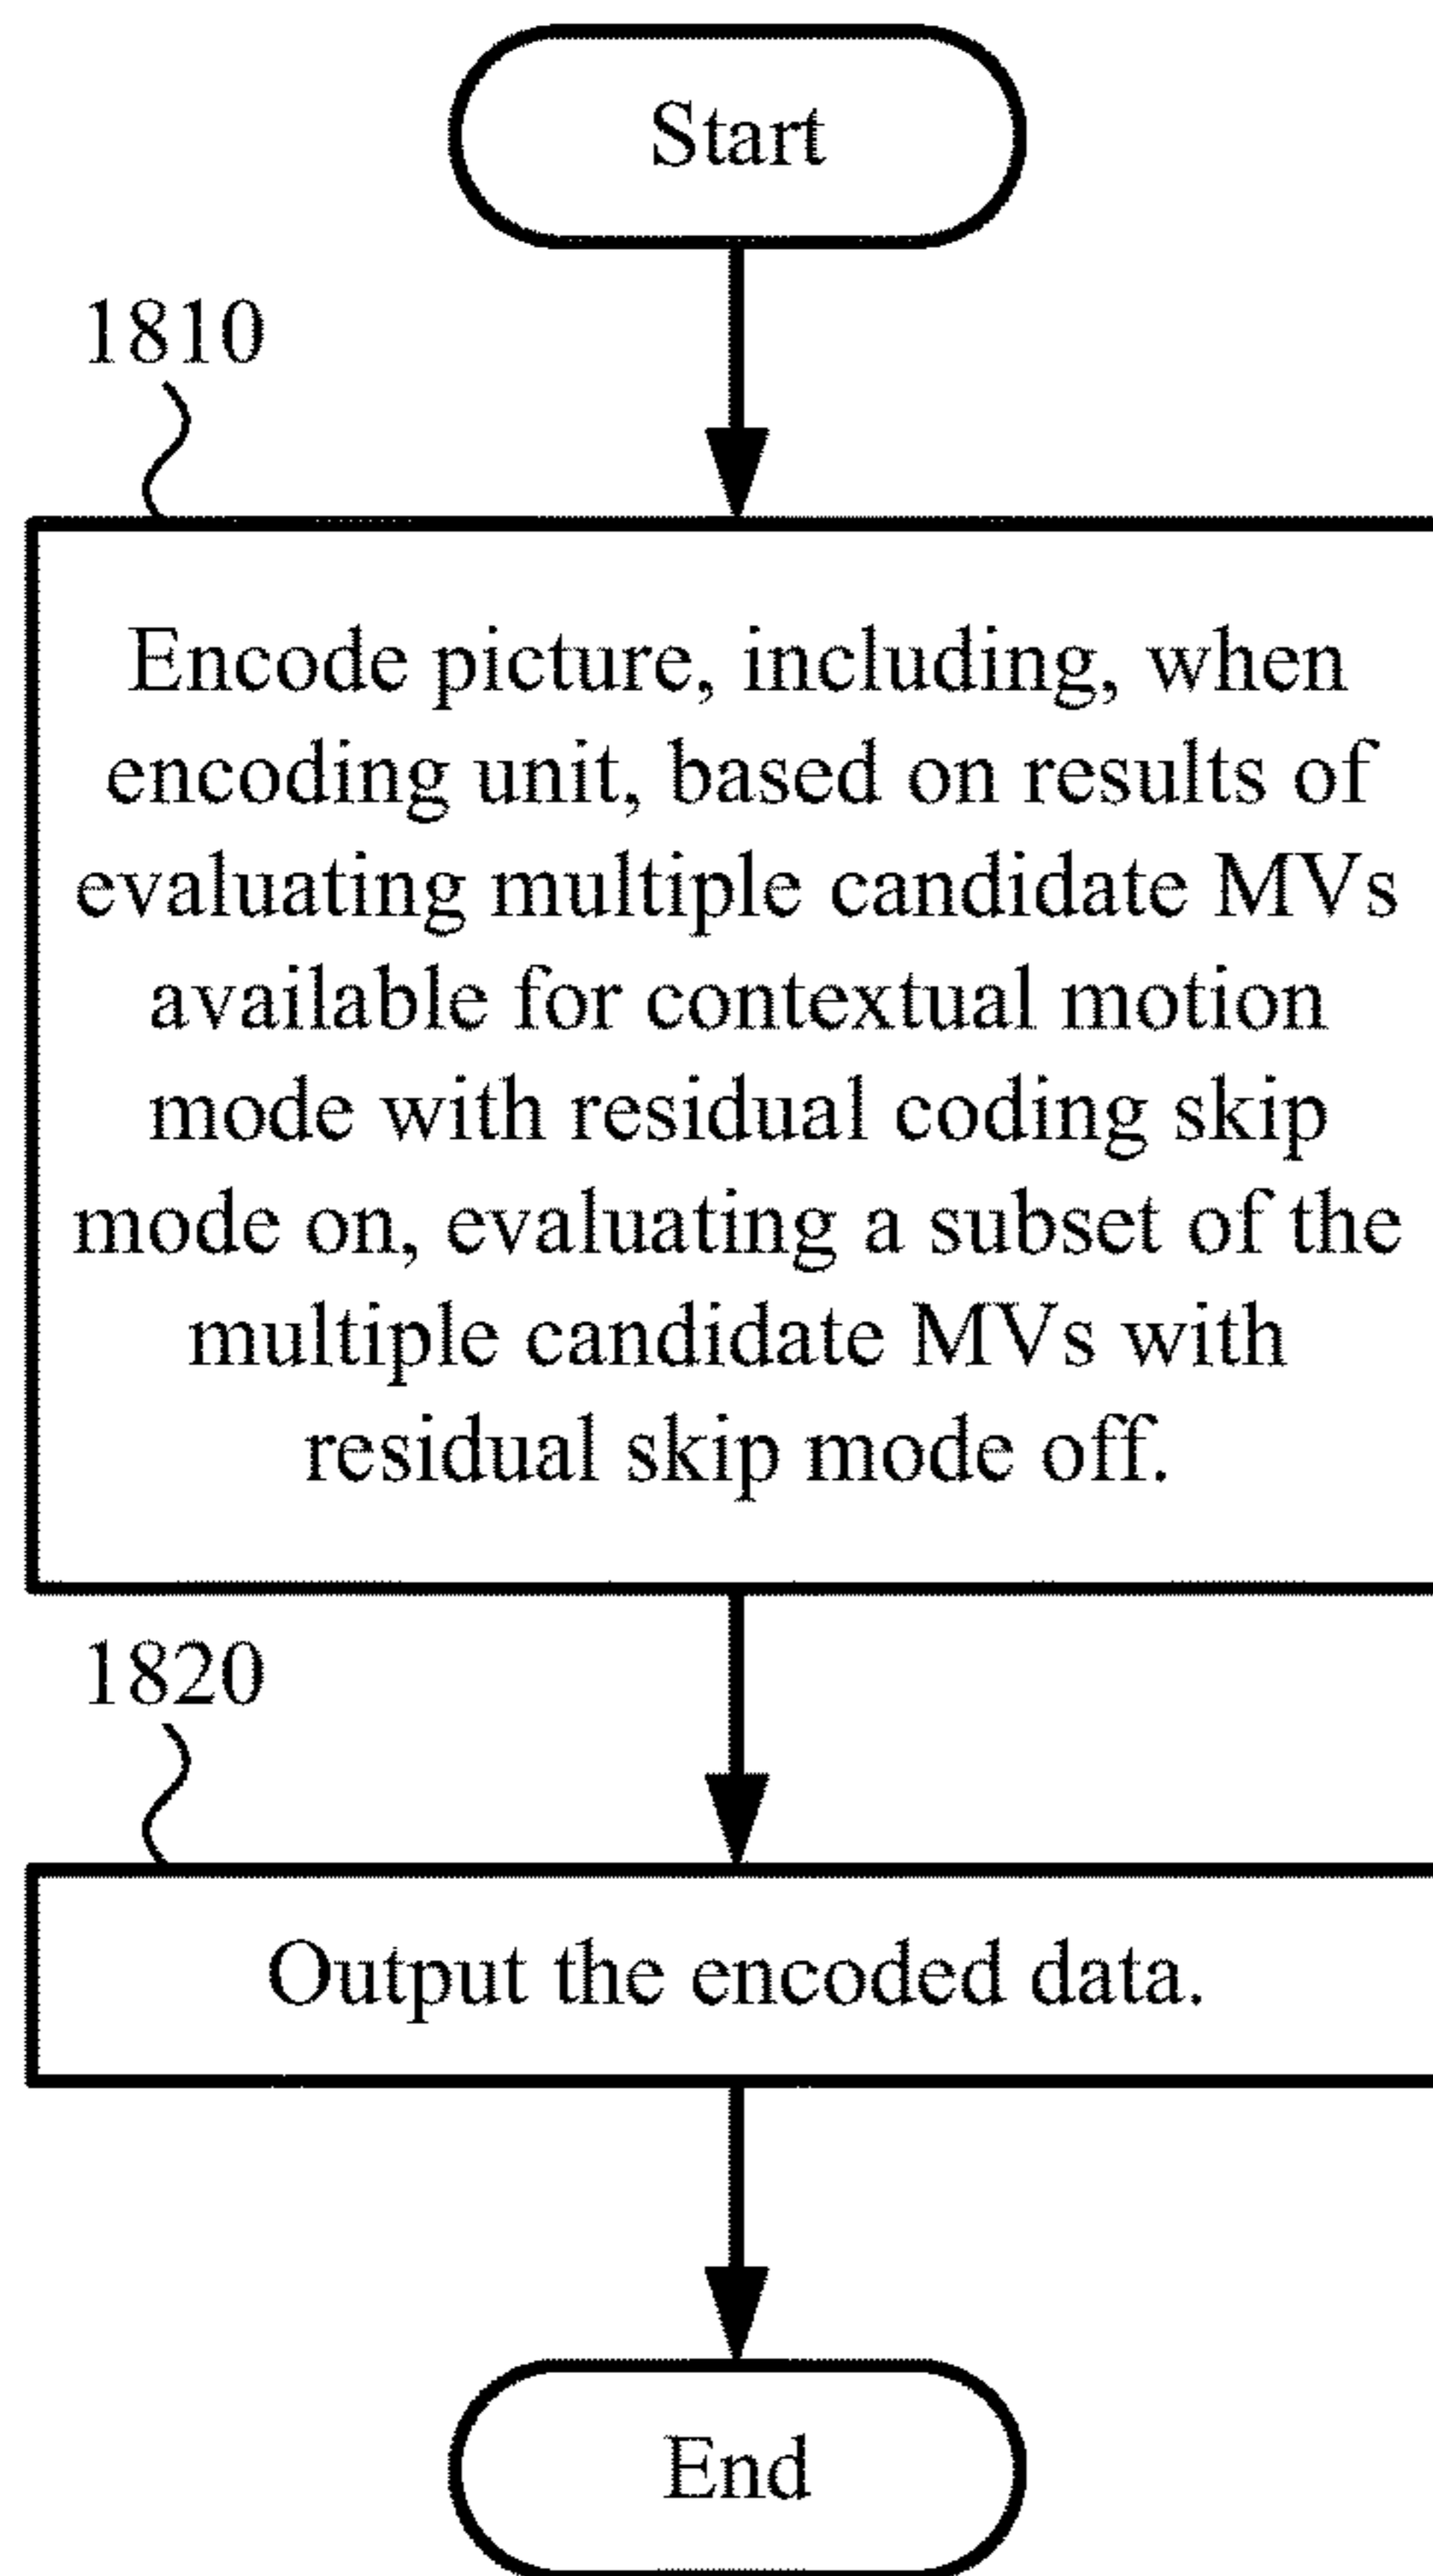 Start
1810
Encode picture, including, when
encoding unit, based on results of
evaluating multiple candidate MVs
available for contextual motion
mode with residual coding skip
mode on, evaluating a subset of the
multiple candidate MVs with
residual skip mode off.
1820
Output the encoded data.
End